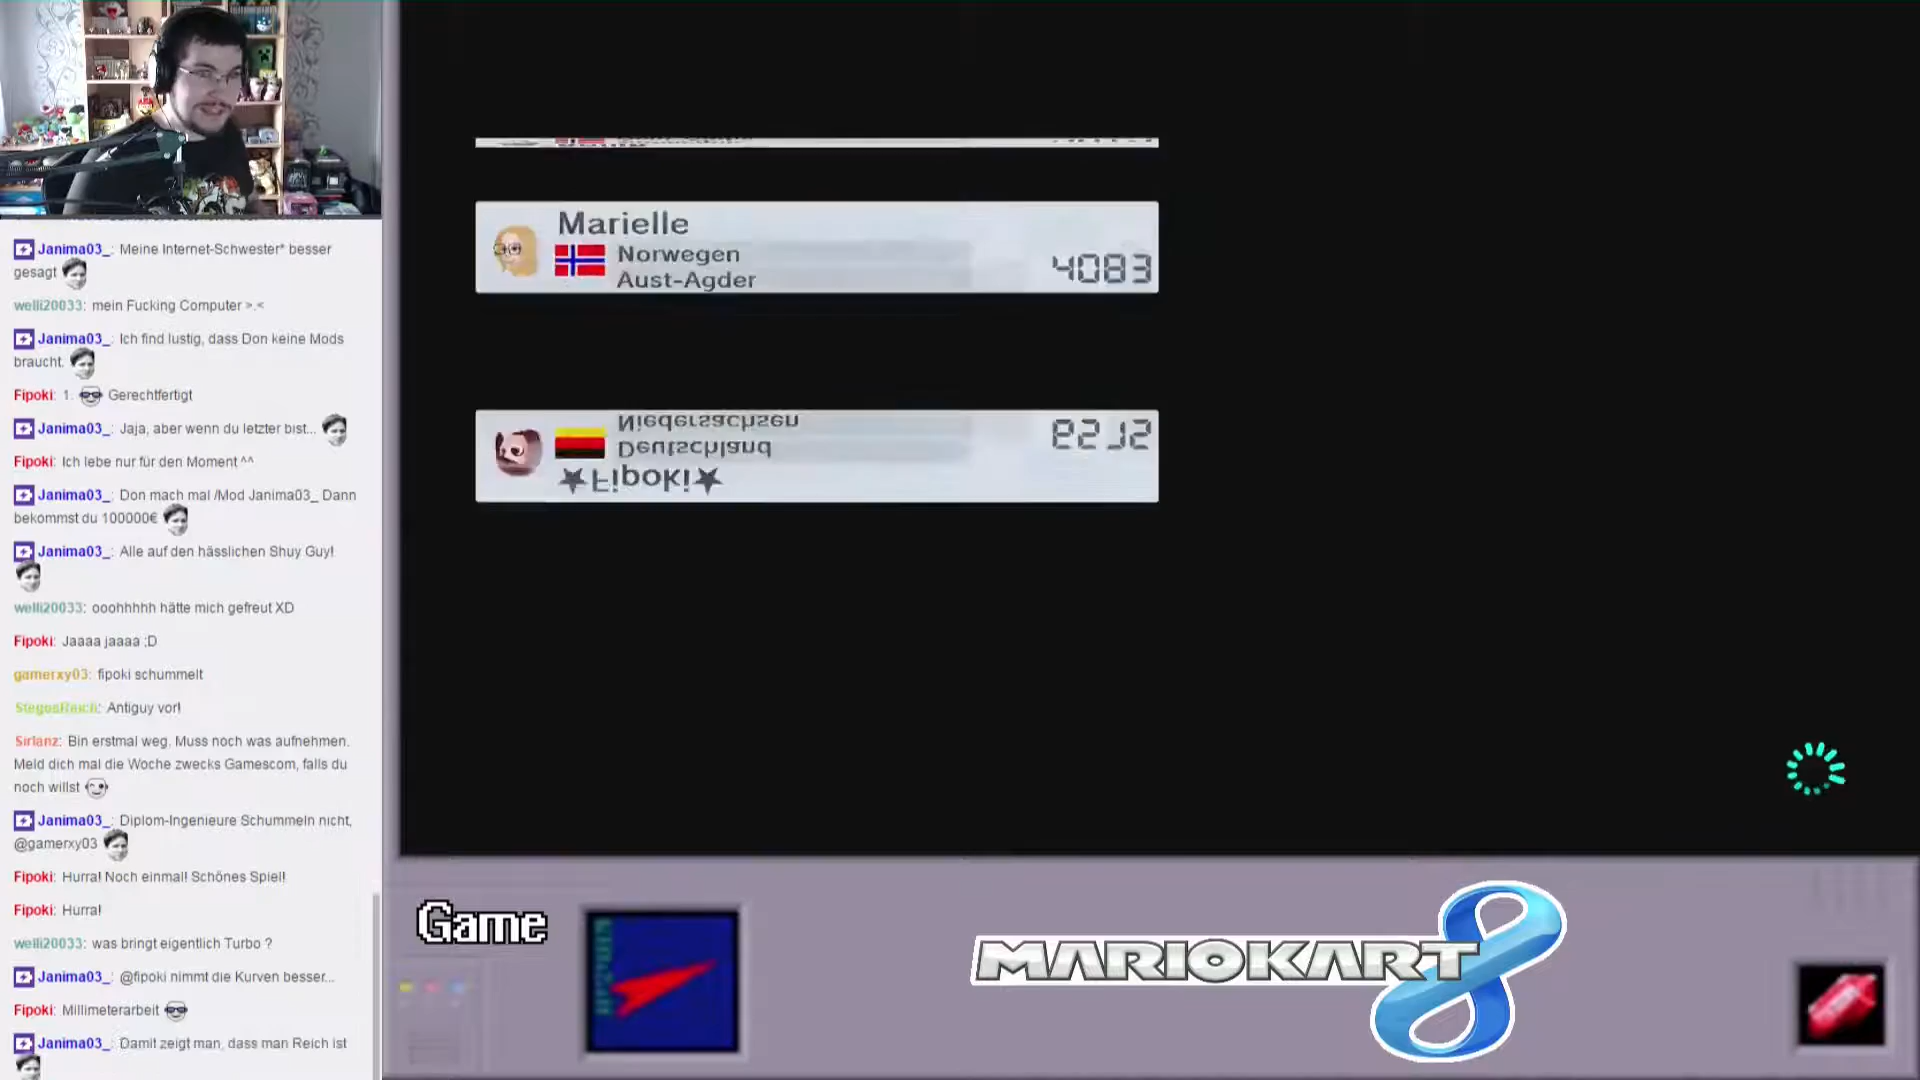 Janima03_: Meine Internet-Schwester* besser
gesagt
welli20033: mein Fucking Computer >.<
Janima03_: Ich find lustig, dass Don keine Mods
braucht.
Fipoki: 1. Gerechtfertigt
Janima03_: Jaja, aber wenn du letzter bist...
Fipoki: Ich lebe nur für den Moment ^^
Janima03_: Don mach mal /Mod Janima03_ Dann
bekommst du 100000€
Janima03_: Alle auf den hässlichen Shuy Guy!
welli20033: ooohhhhh hätte mich gefreut XD
Fipoki: Jaaaa jaaaa ;D
gamerxy03: fipoki schummelt
StegosReich: Antiguy vor!
Sirlanz: Bin erstmal weg. Muss noch was aufnehmen.
Meld dich mal die Woche zwecks Gamescom, falls du
noch willst
Janima03_: Diplom-Ingenieure Schummeln nicht,
@gamerxy03
Fipoki: Hurra! Noch einmal! Schönes Spiel!
Fipoki: Hurra!
welli20033: was bringt eigentlich Turbo ?
Janima03_: @fipoki nimmt die Kurven besser...
Fipoki: Millimeterarbeit
Janima03_: Damit zeigt man, dass man Reich ist
Marielle
Norwegen
Aust-Agder
4083
Niedersachsen
Deutschland
★Fipoki★
Game
MARIOKART 8